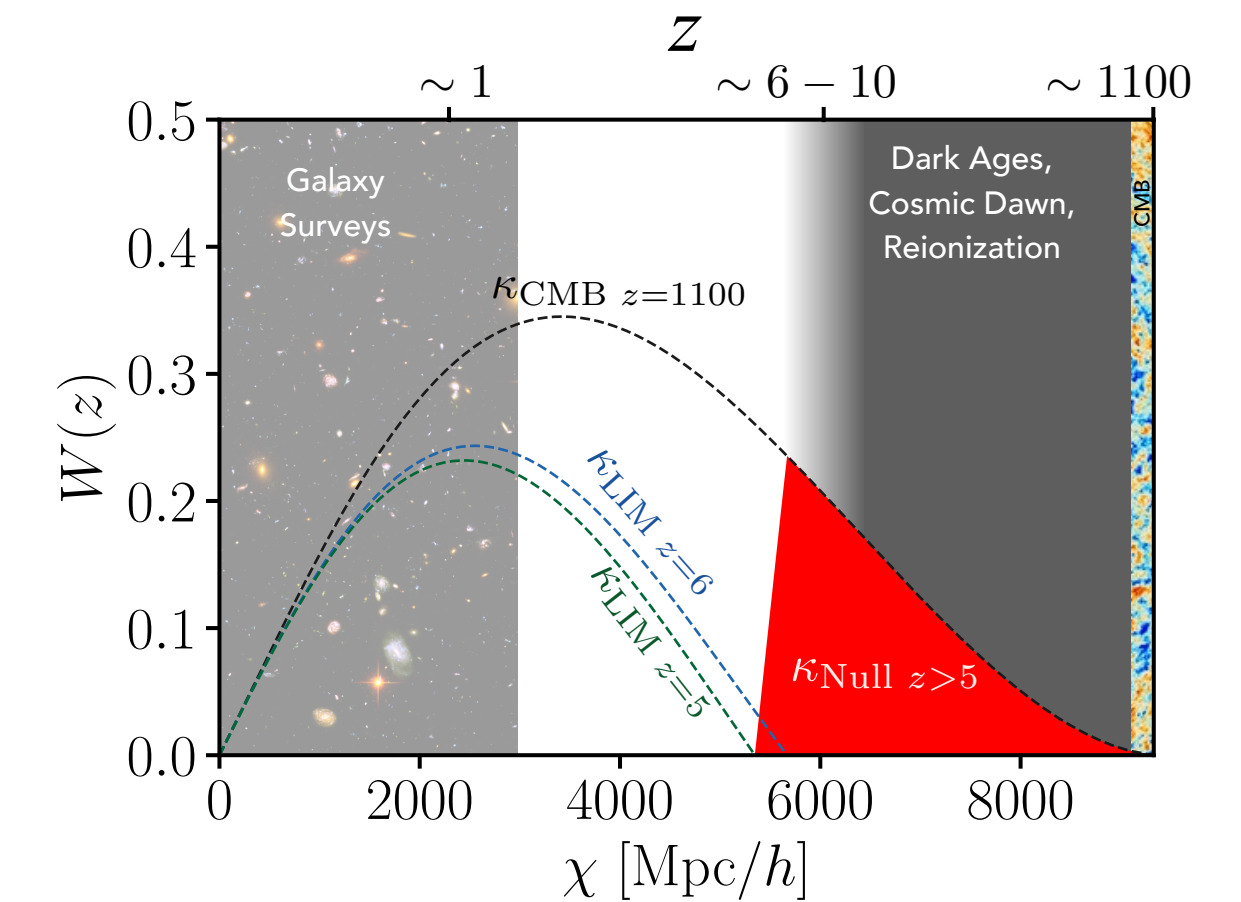 z
∼ 1
∼ 6 − 10
∼ 1100
0.5
0.4
0.3
0.2
0.1
0.0
W(z)
Galaxy
Surveys
Dark Ages,
Cosmic Dawn,
Reionization
CMB
κCMB z=1100
κLIM z=6
κLIM z=5
κNull z>5
0
2000
4000
6000
8000
χ [Mpc/h]